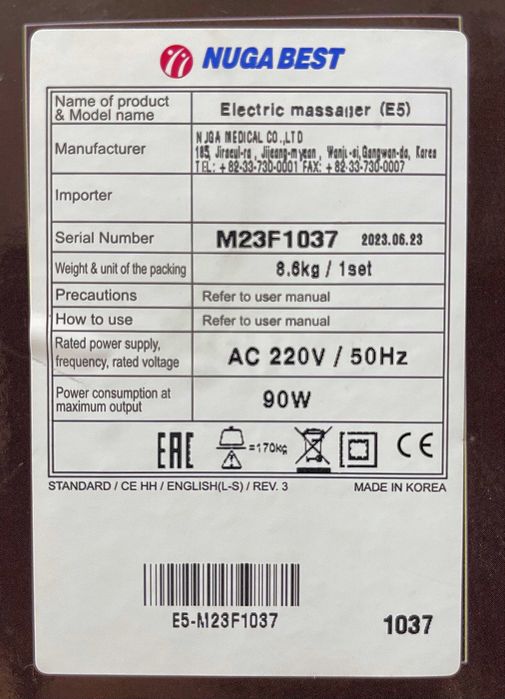 NUGA BEST
Name of product & Model name
Electric massager (E5)
Manufacturer
NUGA MEDICAL CO.,LTD
185, Jiraeul-ro, Jijeong-myeon, Wonju-si, Gangwon-do, Korea
TEL: +82-33-730-0001 FAX: +82-33-730-0007
Importer
Serial Number
M23F1037 2023.06.23
Weight & unit of the packing
8.6kg / 1set
Precautions
Refer to user manual
How to use
Refer to user manual
Rated power supply,
frequency, rated voltage
AC 220V / 50Hz
Power consumption at
maximum output
90W
EAC =170kg CE
STANDARD / CE HH / ENGLISH(L-S) / REV. 3 MADE IN KOREA
E5-M23F1037
1037